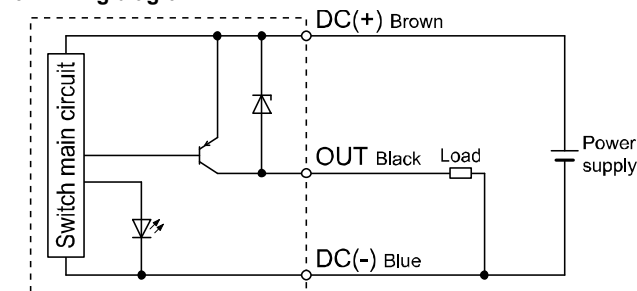 DC(+) Brown
Switch main circuit
OUT Black
Load
Power
supply
DC(-) Blue